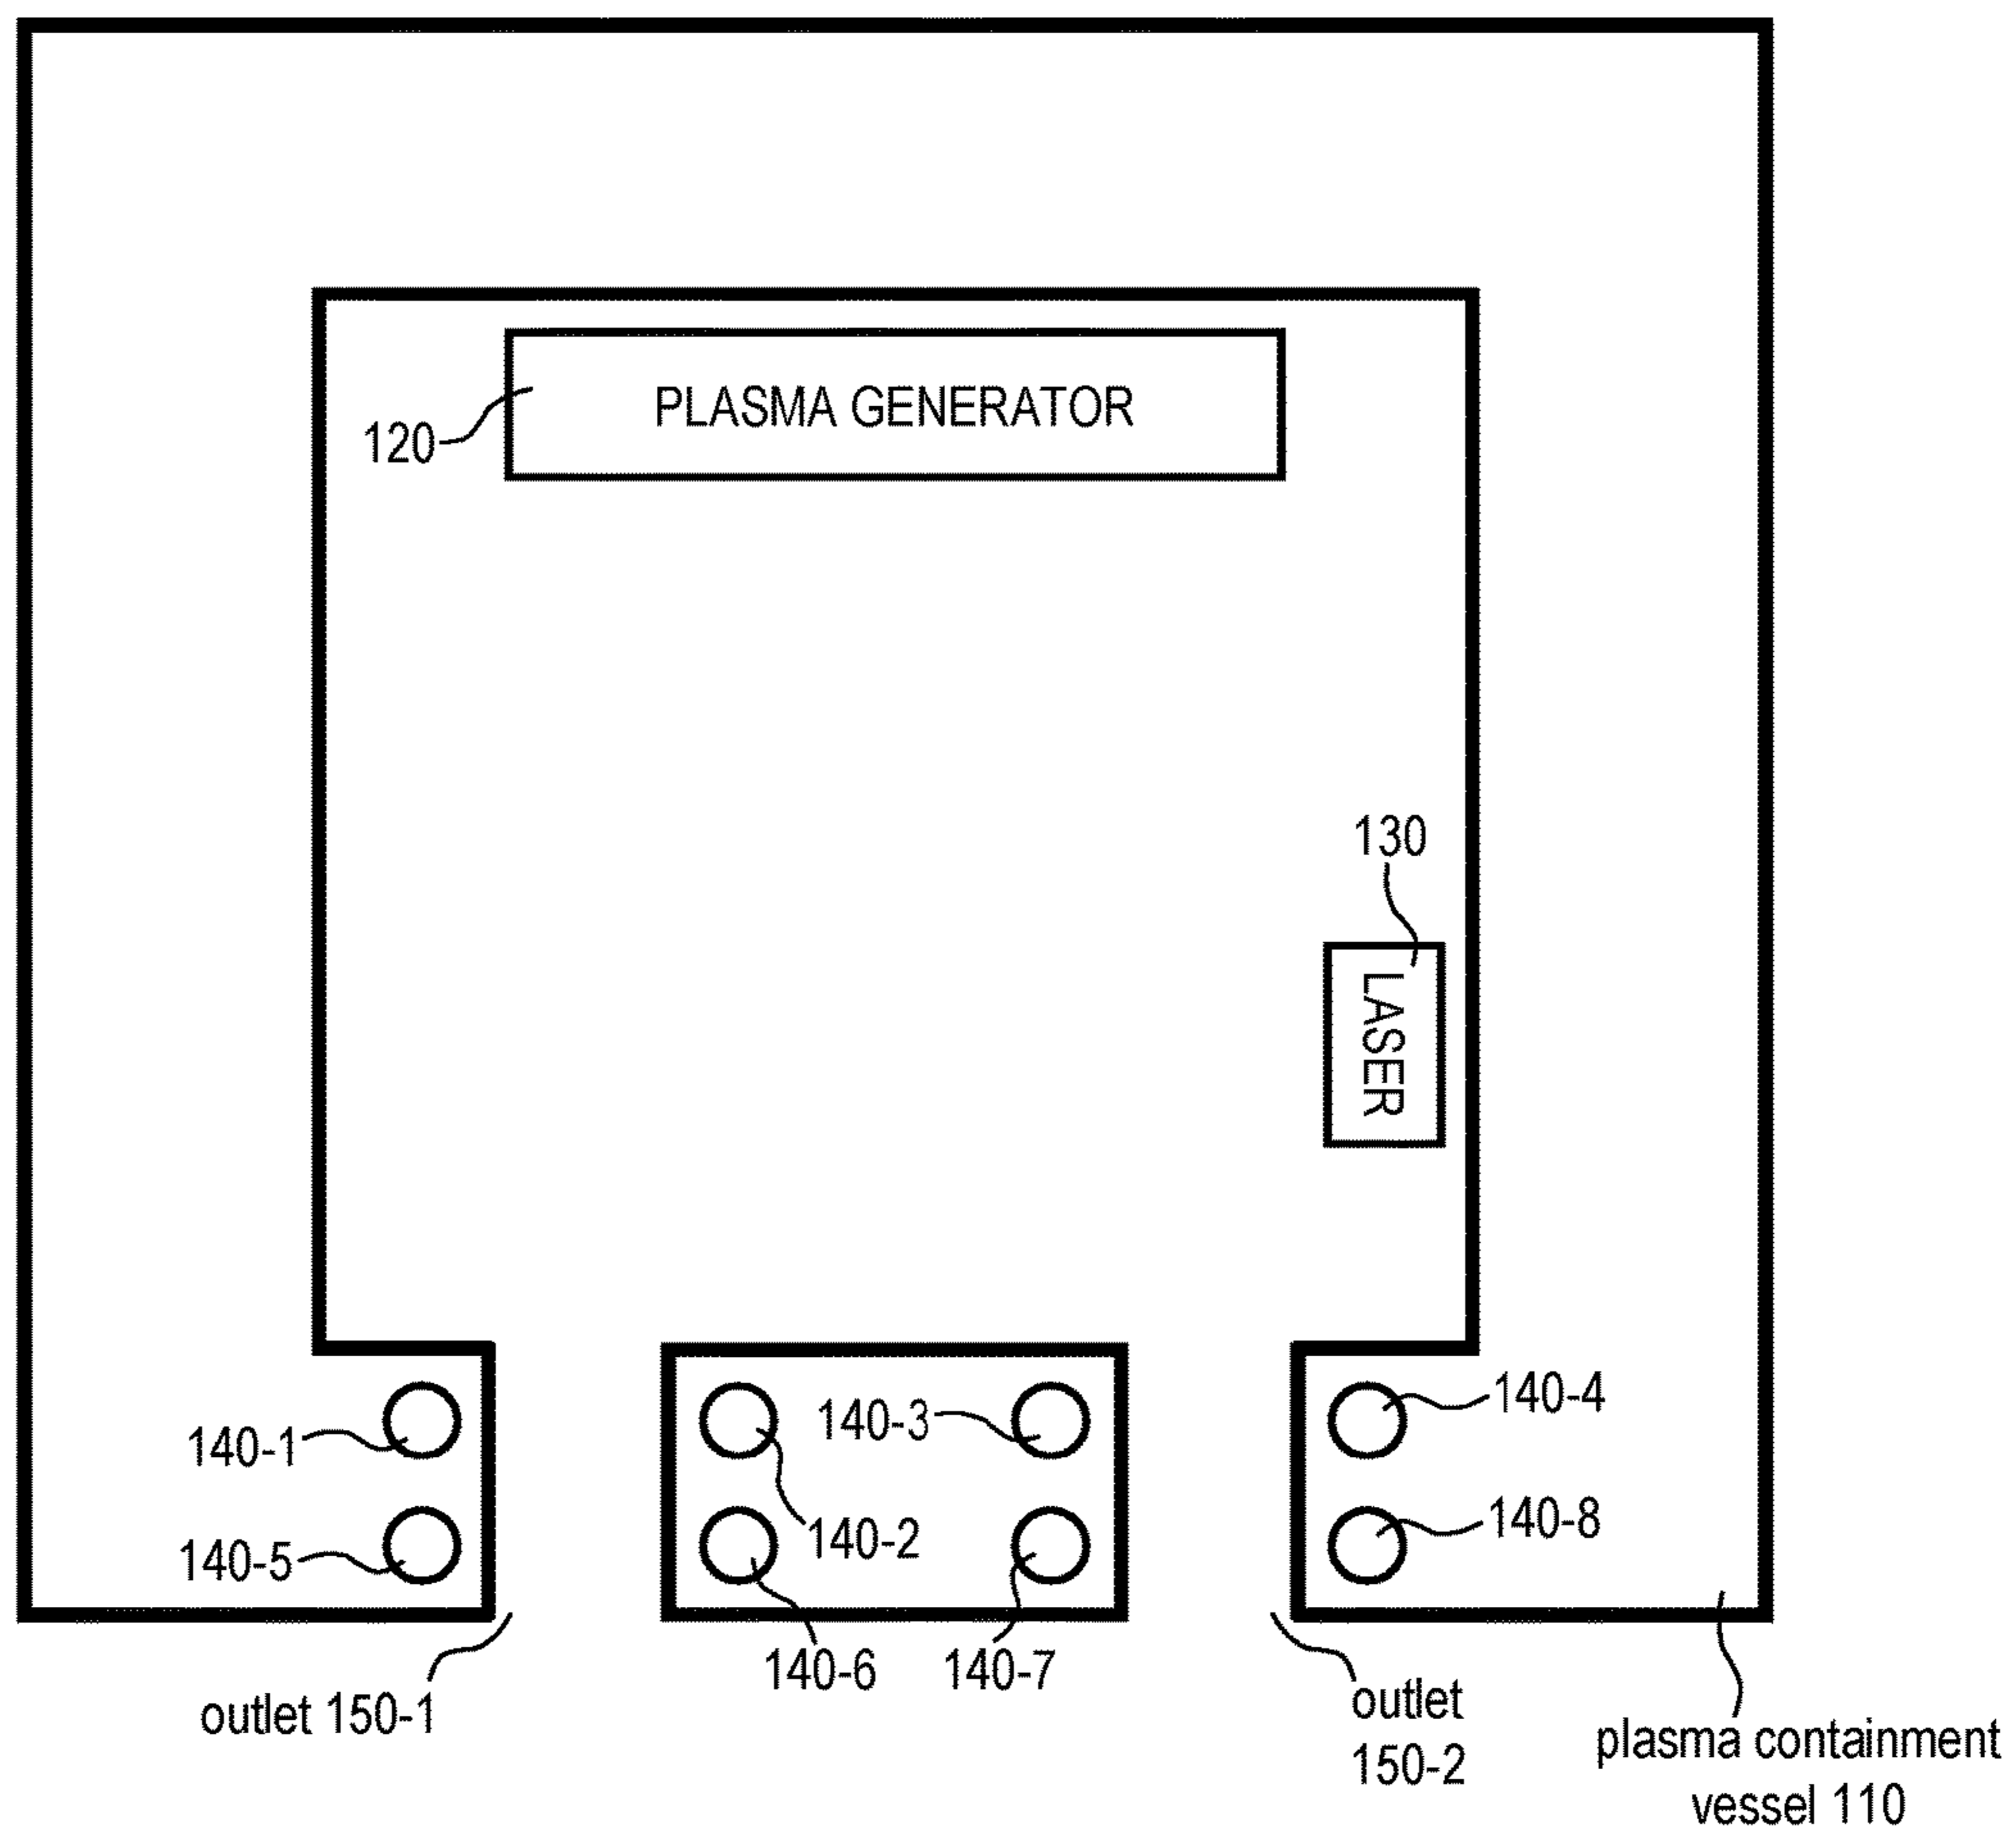 PLASMA GENERATOR
120
130
LASER
140-1
140-2
140-3
140-4
140-5
140-8
140-6
140-7
outlet 150-1
outlet
150-2
plasma containment
vessel 110